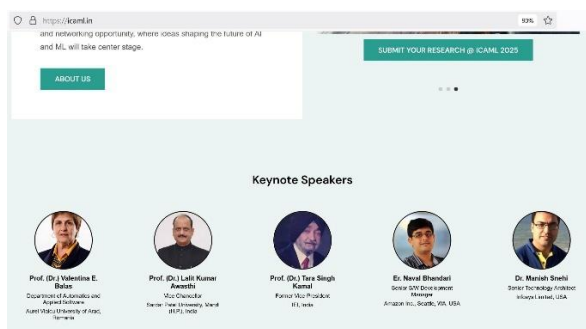 https://icaml.in
93%
and networking opportunity, where ideas shaping the future of AI
and ML will take center stage.
ABOUT US
SUBMIT YOUR RESEARCH @ ICAML 2025
Keynote Speakers
Prof. (Dr.) Valentina E.
Balas
Department of Automatics and
Applied Software
Aurel Vlaicu University of Arad,
Romania
Prof. (Dr.) Lalit Kumar
Awasthi
Vice Chancellor
Sardar Patel University, Mandi
(H.P.), India
Prof. (Dr.) Tara Singh
Kamal
Former Vice President
IEI, India
Er. Naval Bhandari
Senior S/W Development
Manager
Amazon Inc., Seattle, WA, USA
Dr. Manish Snehi
Senior Technology Architect
Infosys Limited, USA